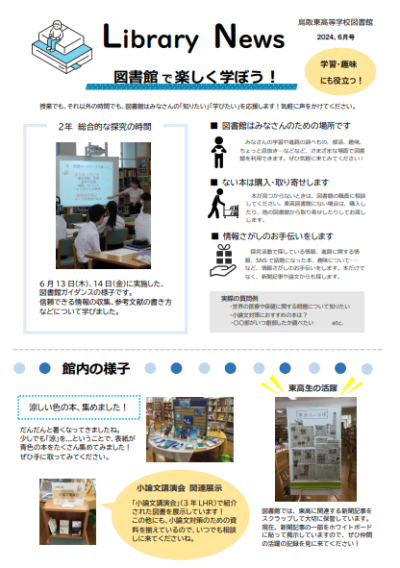 鳥取東高等学校図書館
Library News
2024. 6月号
学習・趣味
にも役立つ！
図書館で楽しく学ぼう！
授業でも、それ以外の時間でも、図書館はみなさんの「知りたい」「学びたい」を応援します！気軽に声をかけてください。
2年 総合的な探究の時間
6月13日(木)、14日(金)に実施した、
図書館ガイダンスの様子です。
信頼できる情報の収集、参考文献の書き方
などについて学びました。
■ 図書館はみなさんのための場所です
みなさんの学習や進路の調べもの、部活、趣味、
ちょっと息抜き…などなど、さまざまな場面で図書
館を利用できます。ぜひ気軽に来てみてください！
■ ない本は購入・取り寄せします
本が見つからないときは、図書館の職員に相談
してください。東高図書館にない場合は、購入し
たり、他の図書館から取り寄せしたりしてお渡し
します。
■ 情報さがしのお手伝いをします
探究活動で探している情報、進路に関する情
報、SNSで話題になった本、趣味について…
など、情報さがしのお手伝いをします。本だけでな
く、新聞記事や論文からも探します。
実際の質問例
・世界の医療や保健に関する問題について知りたい
・小論文対策におすすめの本は？
・〇〇部がいつ創部したか調べたい etc.
館内の様子
涼しい色の本、集めました！
だんだんと暑くなってきましたね。
少しでも「涼」を…ということで、表紙が
青色の本をたくさん集めてみました！
ぜひ手に取ってみてください。
小論文講演会 関連展示
「小論文講演会」(3年LHR)で紹介
された図書を展示しています！
この他にも、小論文対策のための資
料を揃えているので、いつでも相談
しに来てくださいね。
東高生の活躍
図書館では、東高に関連する新聞記事を
スクラップして大切に保管しています。
現在、新聞記事の一部をホワイトボード
に貼って掲示していますので、ぜひ仲間
の活躍の記録を見に来てください！